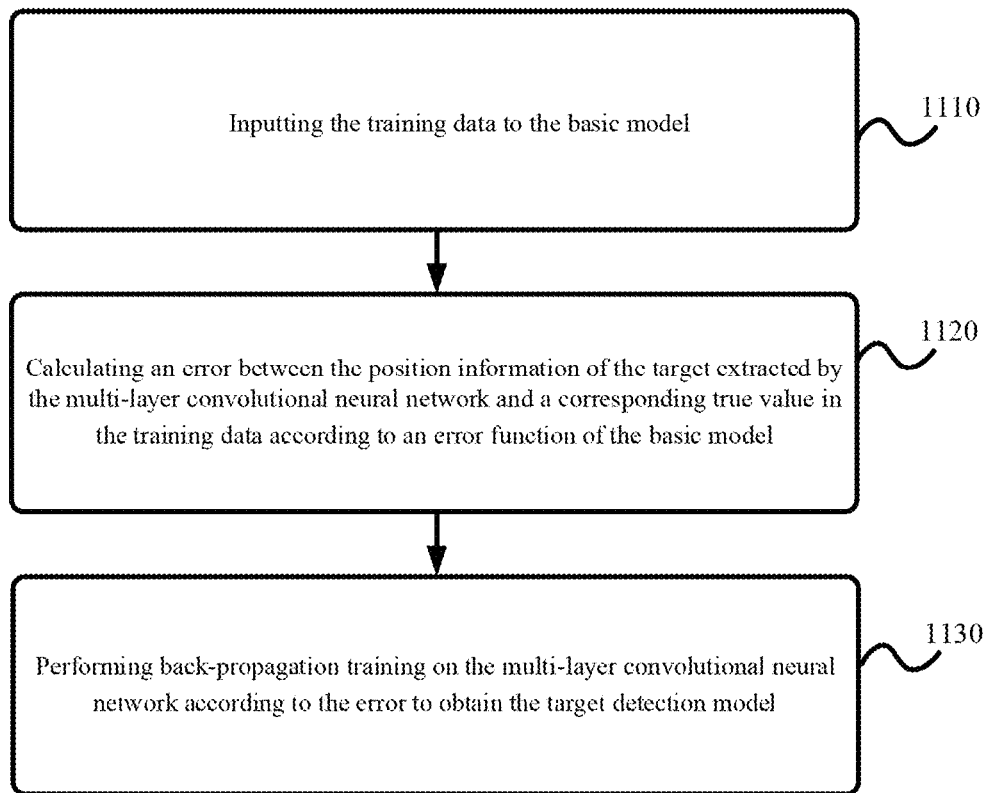 Inputting the training data to the basic model
1110
Calculating an error between the position information of the target extracted by
the multi-layer convolutional neural network and a corresponding true value in
the training data according to an error function of the basic model
1120
Performing back-propagation training on the multi-layer convolutional neural
network according to the error to obtain the target detection model
1130